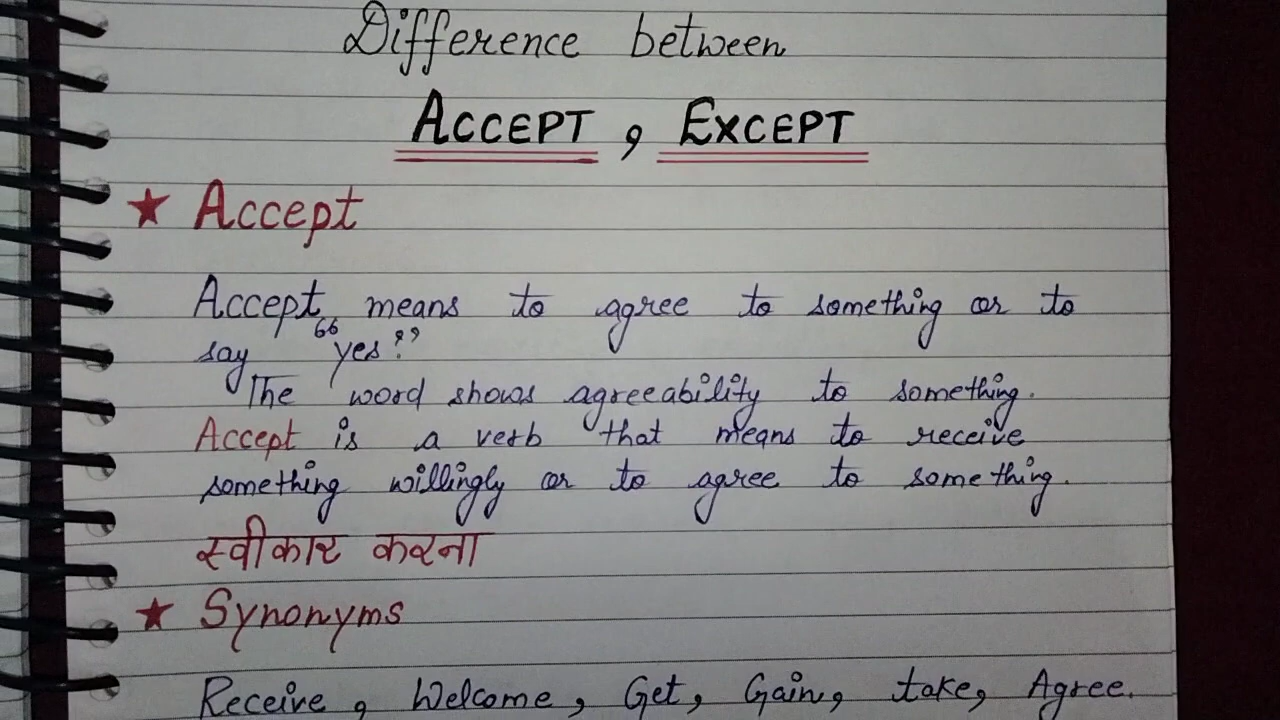 Difference between
ACCEPT, EXCEPT
★ Accept
Accept means to agree to something or to
say "yes".
The word shows agreeability to something.
Accept is a verb that means to receive
something willingly or to agree to something.
स्वीकार करना
★ Synonyms
Receive, Welcome, Get, Gain, take, Agree.